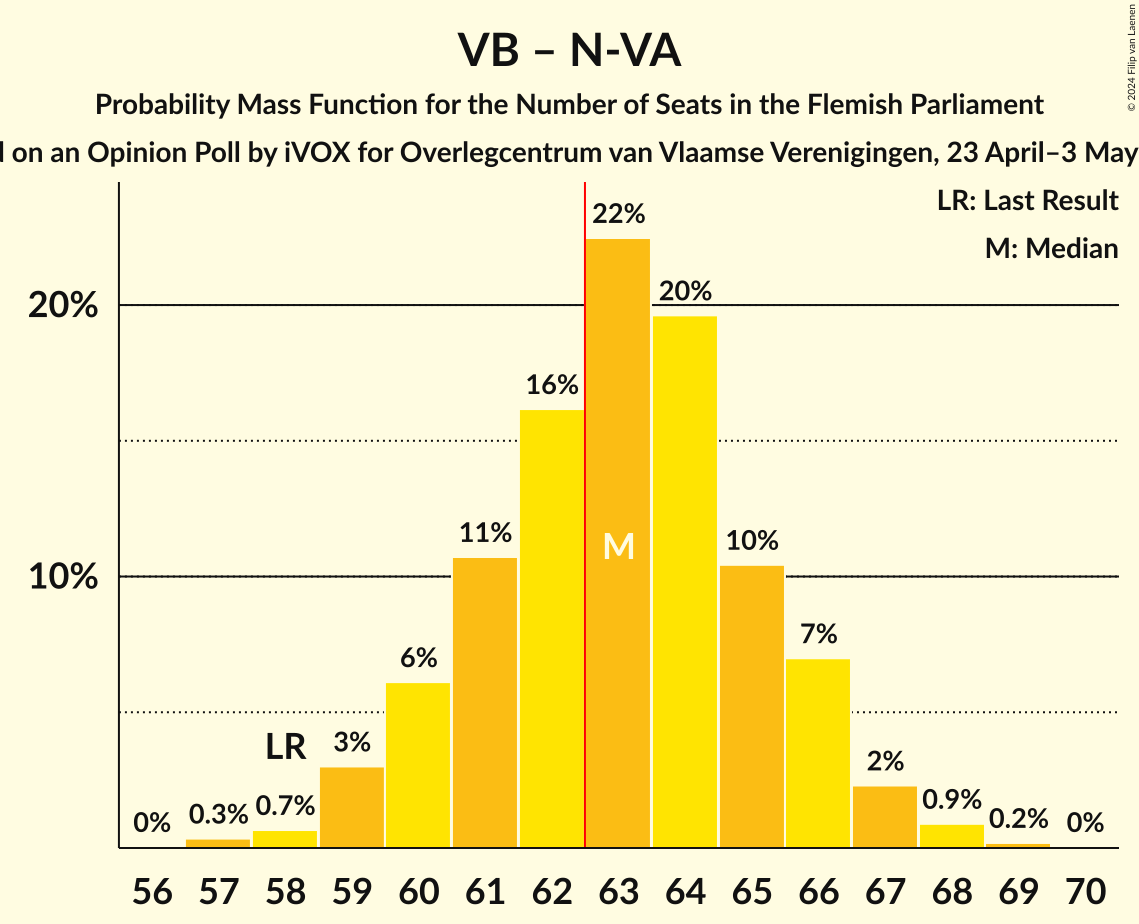 VB – N-VA
Probability Mass Function for the Number of Seats in the Flemish Parliament
on an Opinion Poll by iVOX for Overlegcentrum van Vlaamse Verenigingen, 23 April–3 May
© 2024 Filip van Laenen
LR: Last Result
M: Median
20%
10%
0%
0.3%
0.7%
LR
3%
6%
11%
16%
22%
M
20%
10%
7%
2%
0.9%
0.2%
0%
56 57 58 59 60 61 62 63 64 65 66 67 68 69 70